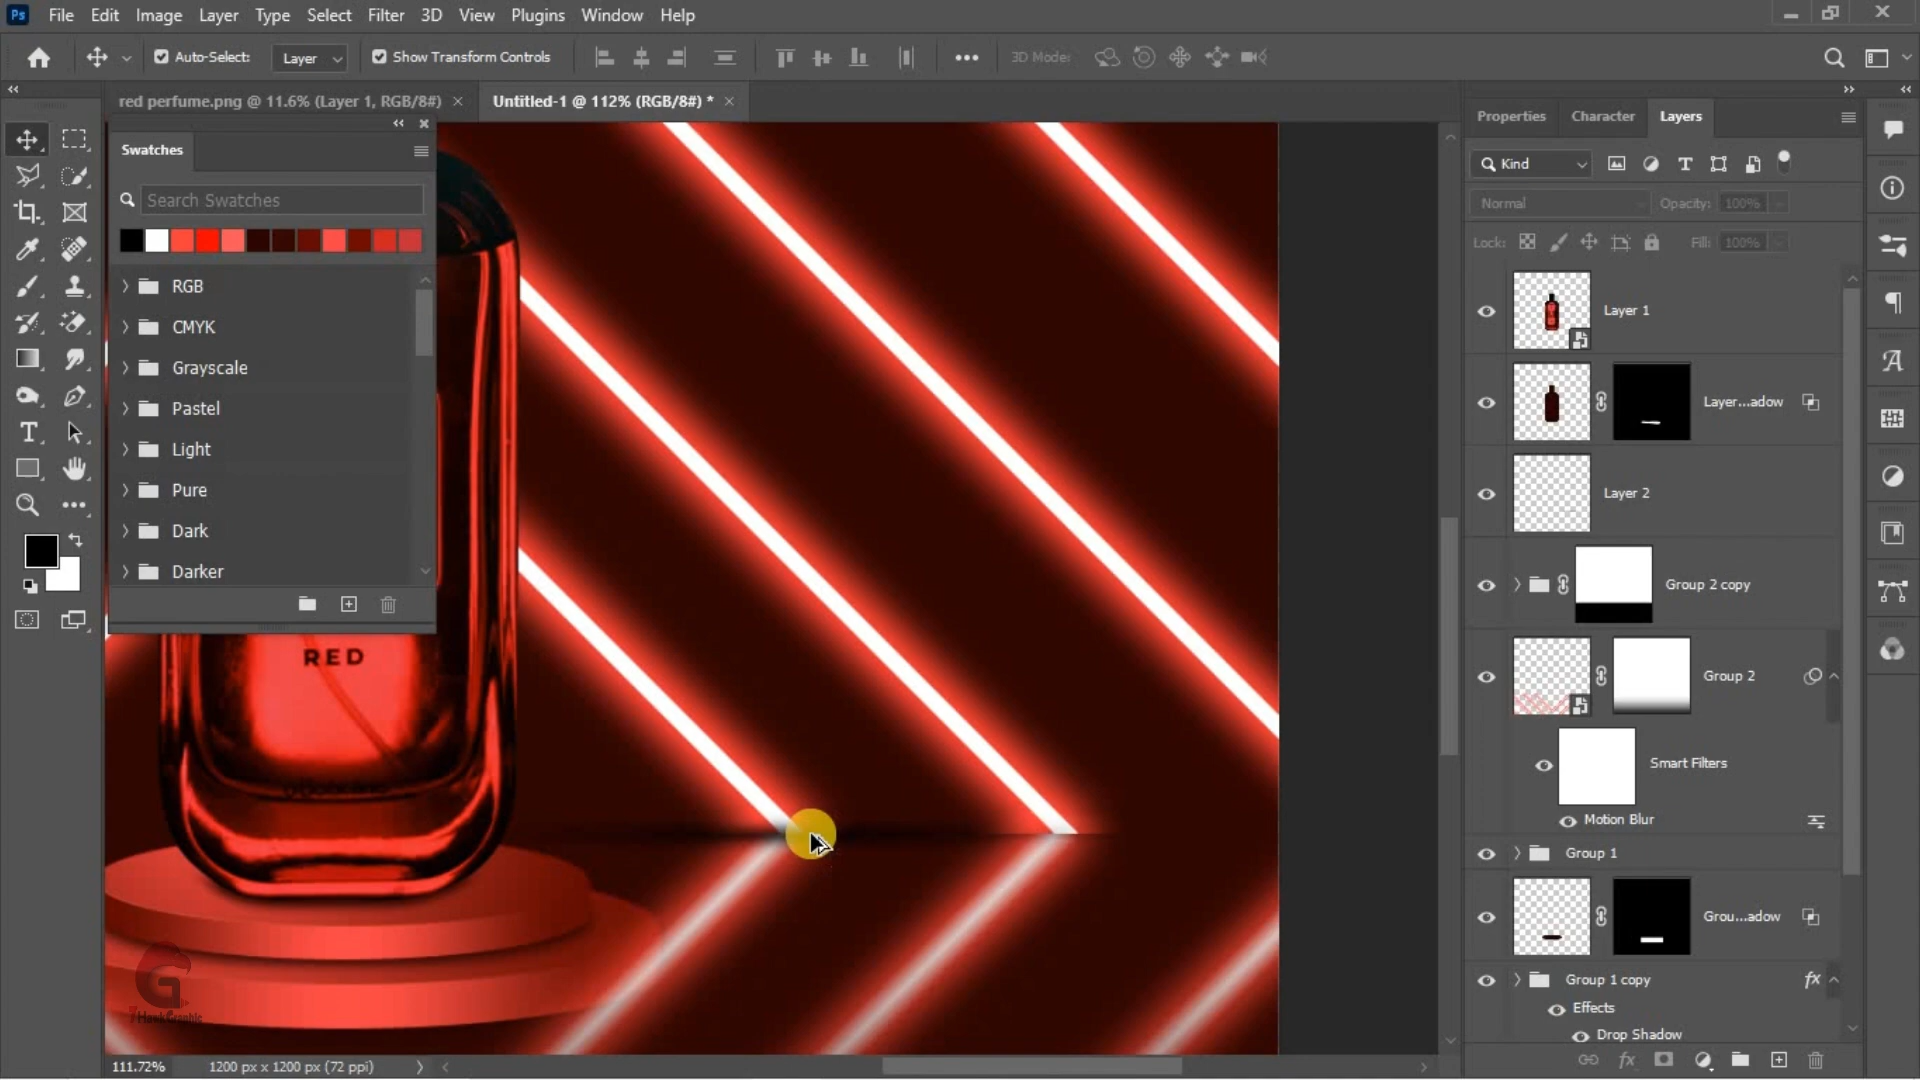 Ps File Edit Image Layer Type Select Filter 3D View Plugins Window Help
Auto-Select: Layer Show Transform Controls 3D Mode:
red perfume.png @ 11.6% (Layer 1, RGB/8#) × Untitled-1 @ 112% (RGB/8#) * ×
Swatches
Search Swatches
RGB
CMYK
Grayscale
Pastel
Light
Pure
Dark
Darker
RED
G
HawkGraphic
111.72% 1200 px x 1200 px (72 ppi)
Properties Character Layers
Kind
Normal Opacity: 100%
Lock: Fill: 100%
Layer 1
Layer...adow
Layer 2
Group 2 copy
Group 2
Smart Filters
Motion Blur
Group 1
Grou...adow
Group 1 copy fx
Effects
Drop Shadow
fx